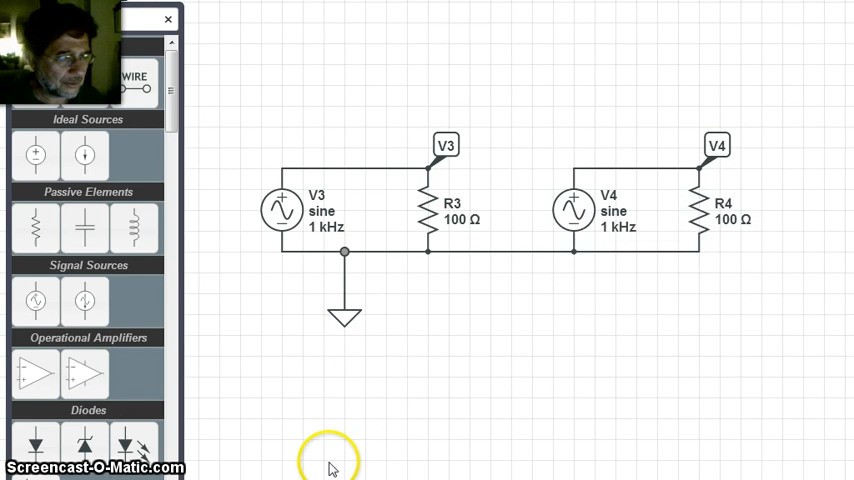 WIRE
Ideal Sources
Passive Elements
Signal Sources
Operational Amplifiers
Diodes
V3
V4
V3
sine
1 kHz
R3
100 Ω
V4
sine
1 kHz
R4
100 Ω
Screencast-O-Matic.com